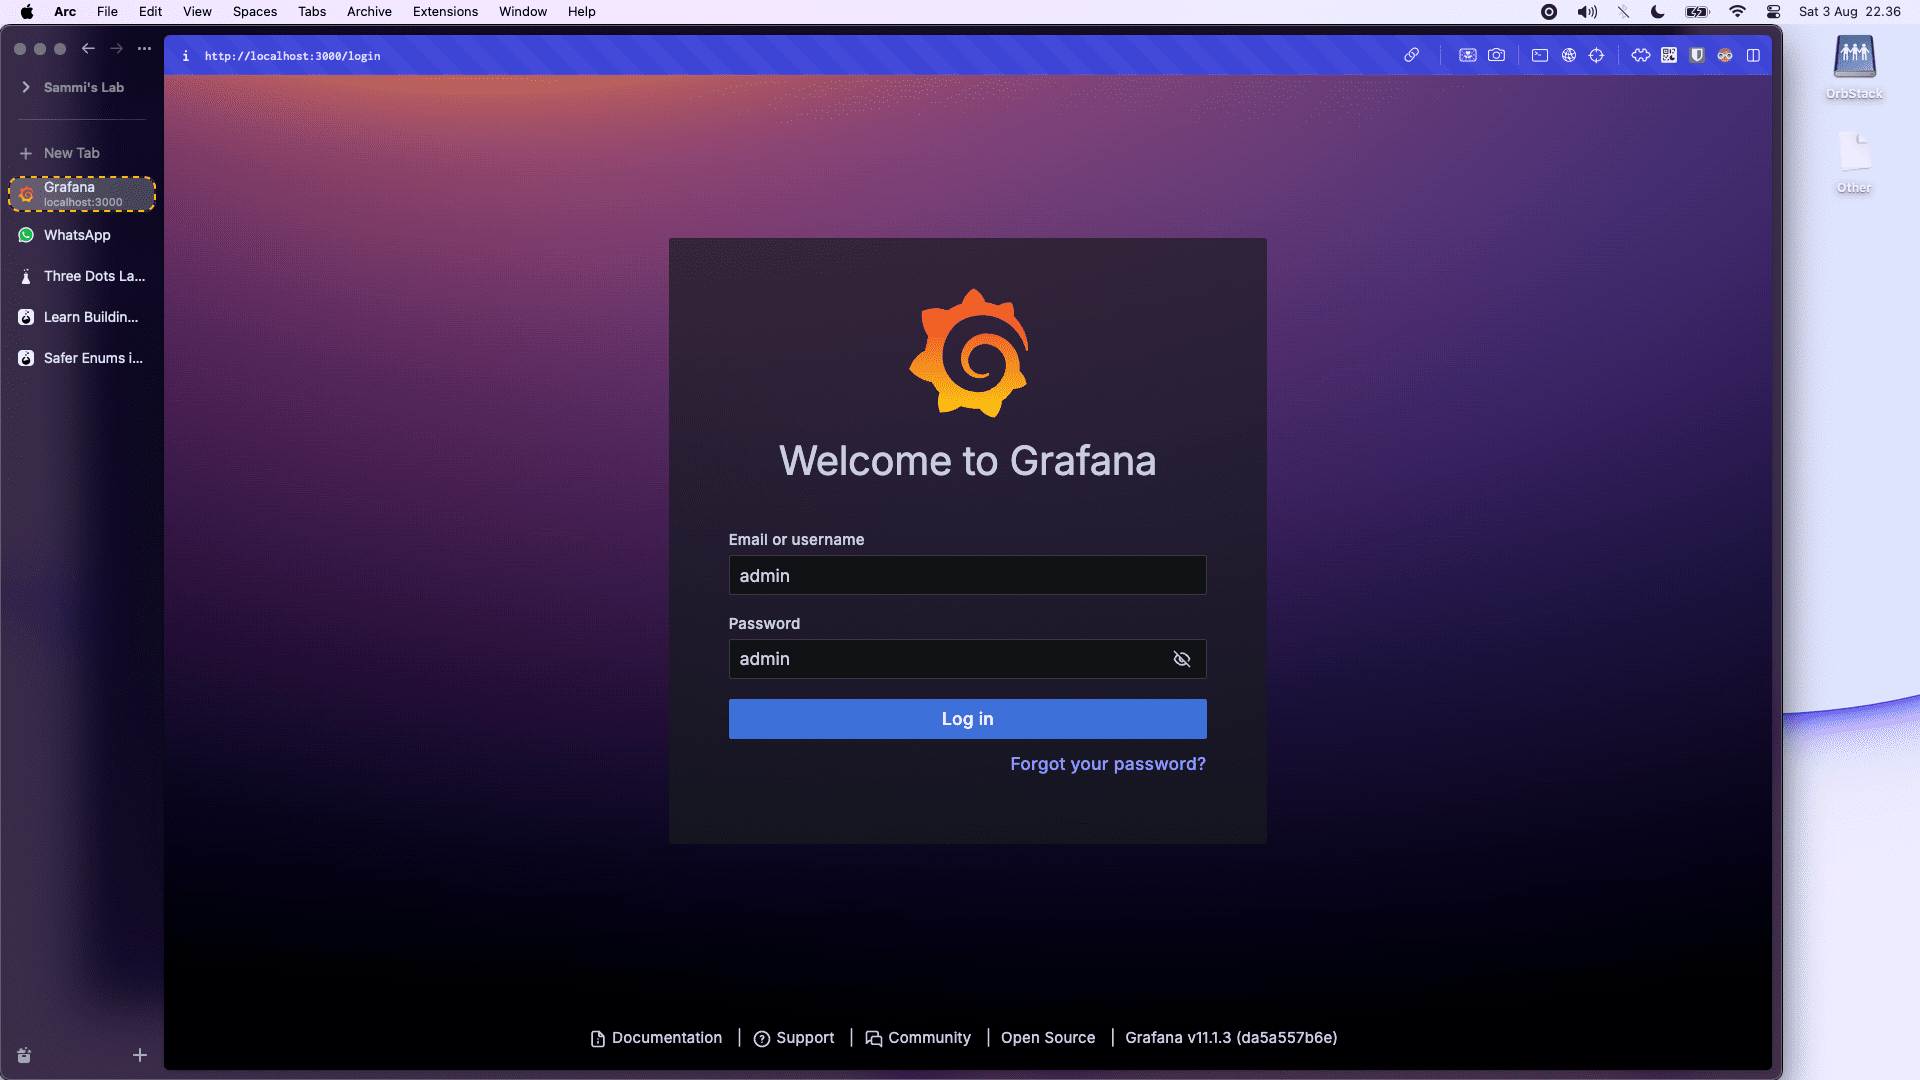 Arc File Edit View Spaces Tabs Archive Extensions Window Help Sat 3 Aug 22.36
http://localhost:3000/login
Sammi's Lab
New Tab
Grafana
localhost:3000
WhatsApp
Three Dots La...
Learn Buildin...
Safer Enums i...
OrbStack
Other
Welcome to Grafana
Email or username
admin
Password
admin
Log in
Forgot your password?
Documentation | Support | Community | Open Source | Grafana v11.1.3 (da5a557b6e)